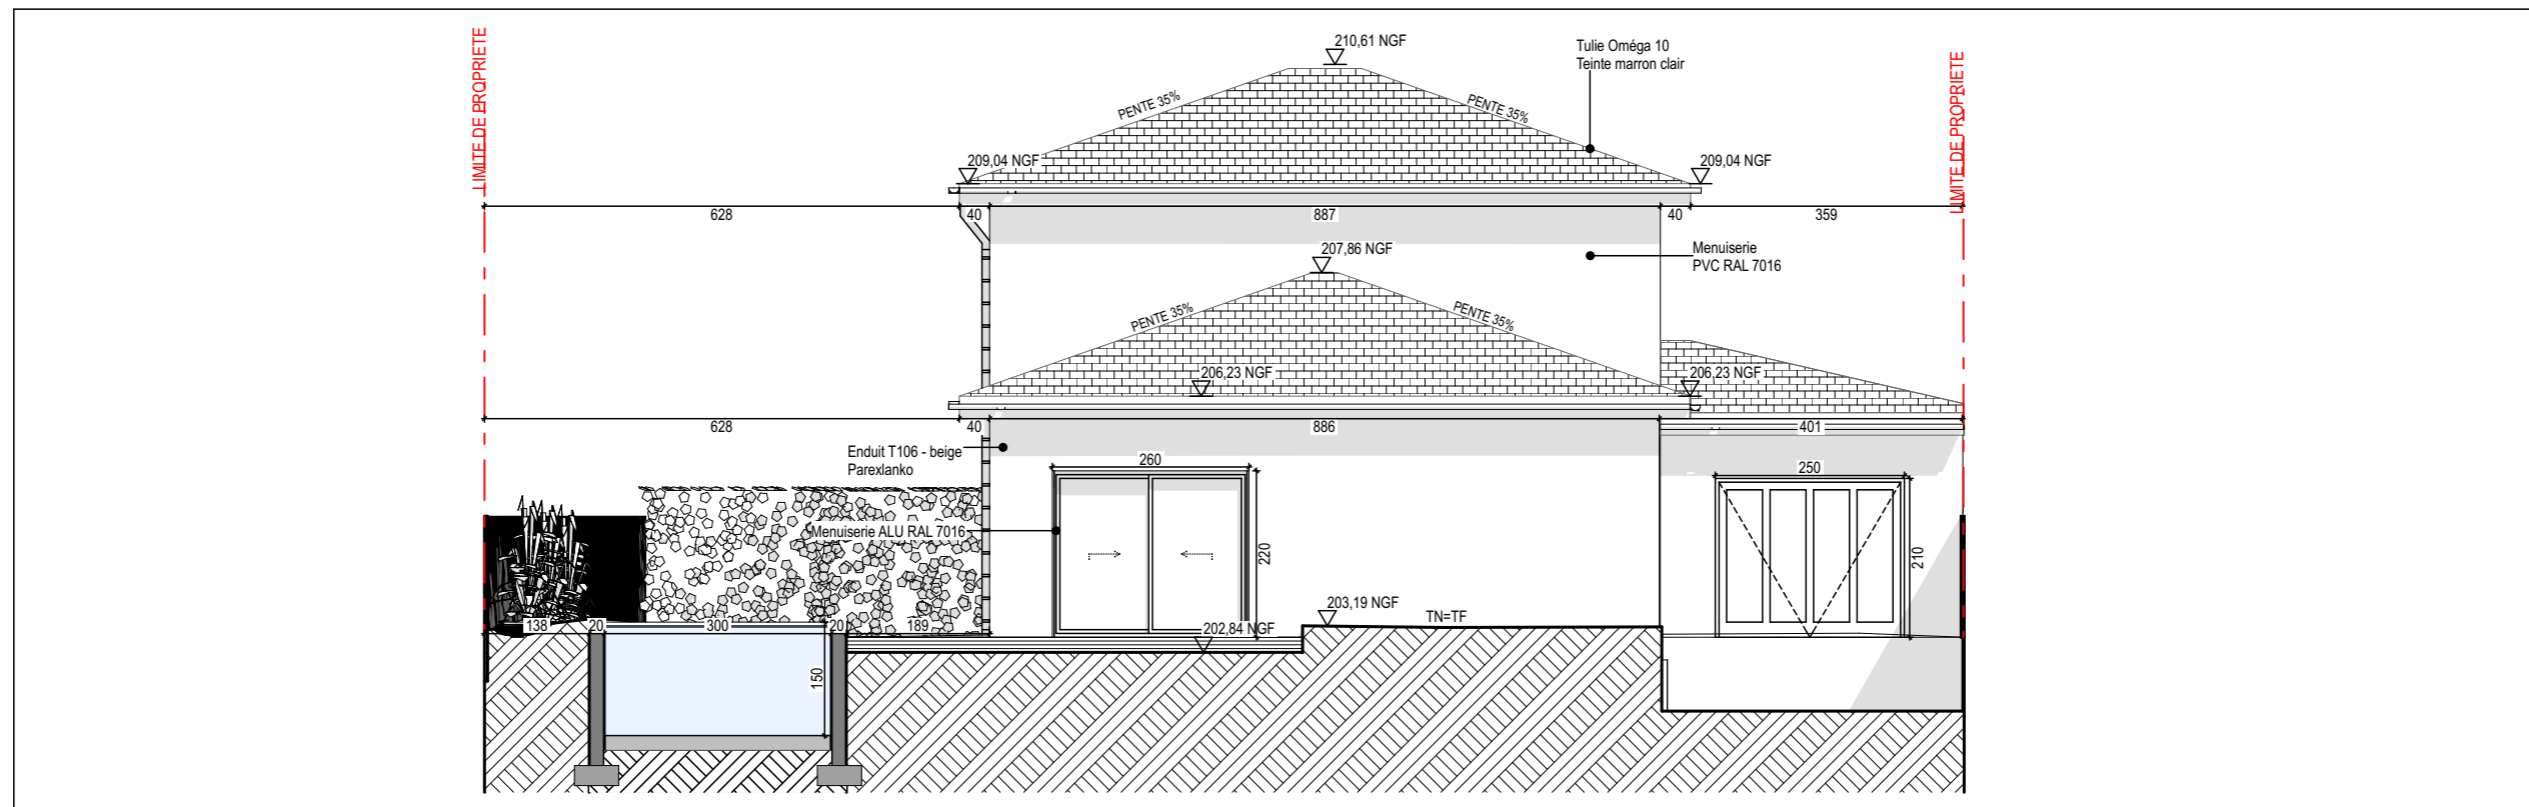 LIMITE DE PROPRIETE
210,61 NGF
Tulie Oméga 10
Teinte marron clair
LIMITE DE PROPRIETE
PENTE 35%
PENTE 35%
209,04 NGF
209,04 NGF
628
40
887
40
359
207,86 NGF
Menuiserie
PVC RAL 7016
PENTE 35%
PENTE 35%
206,23 NGF
206,23 NGF
628
40
886
401
Enduit T106 - beige
Parexlanko
260
250
Menuiserie ALU RAL 7016
220
210
203,19 NGF
TN=TF
138
20
300
20
189
202,84 NGF
150